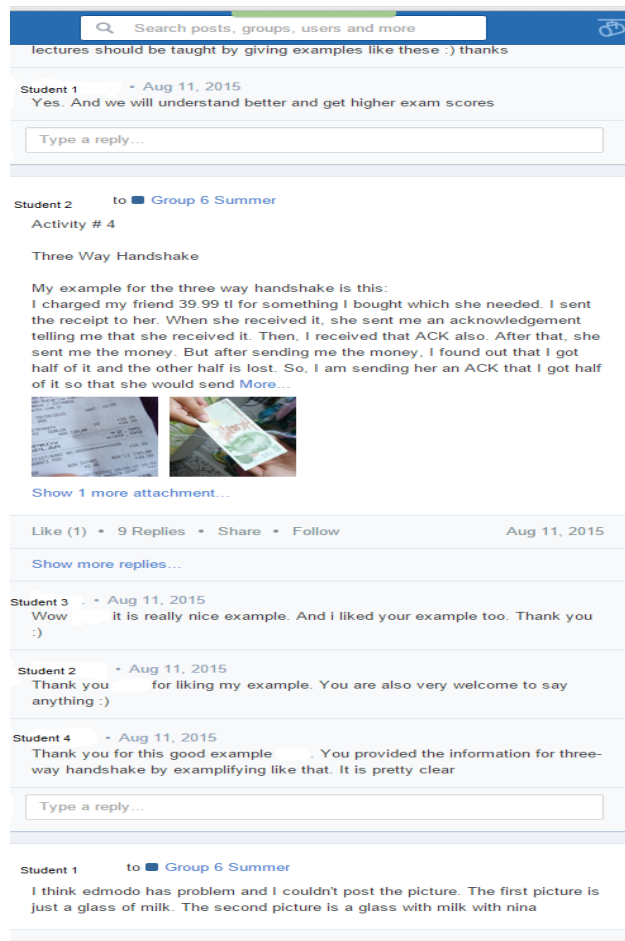 Search posts, groups, users and more
lectures should be taught by giving examples like these :) thanks
Student 1 • Aug 11, 2015
Yes. And we will understand better and get higher exam scores
Type a reply...
Student 2 to Group 6 Summer
Activity # 4
Three Way Handshake
My example for the three way handshake is this:
I charged my friend 39.99 tl for something I bought which she needed. I sent
the receipt to her. When she received it, she sent me an acknowledgement
telling me that she received it. Then, I received that ACK also. After that, she
sent me the money. But after sending me the money, I found out that I got
half of it and the other half is lost. So, I am sending her an ACK that I got half
of it so that she would send More...
Show 1 more attachment...
Like (1) • 9 Replies • Share • Follow Aug 11, 2015
Show more replies...
Student 3 . • Aug 11, 2015
Wow it is really nice example. And i liked your example too. Thank you
:)
Student 2 • Aug 11, 2015
Thank you for liking my example. You are also very welcome to say
anything :)
Student 4 • Aug 11, 2015
Thank you for this good example . You provided the information for three-
way handshake by examplifying like that. It is pretty clear
Type a reply...
Student 1 to Group 6 Summer
I think edmodo has problem and I couldn't post the picture. The first picture is
just a glass of milk. The second picture is a glass with milk with nina